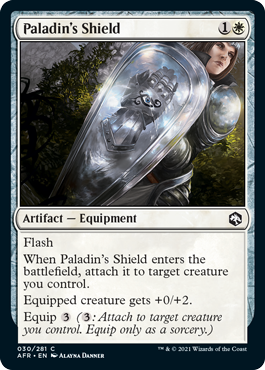 Paladin's Shield 1
Artifact — Equipment
Flash
When Paladin's Shield enters the
battlefield, attach it to target creature
you control.
Equipped creature gets +0/+2.
Equip 3 (3: Attach to target creature
you control. Equip only as a sorcery.)
030/281 C
AFR • EN ALAYNA DANNER
™ & © 2021 Wizards of the Coast